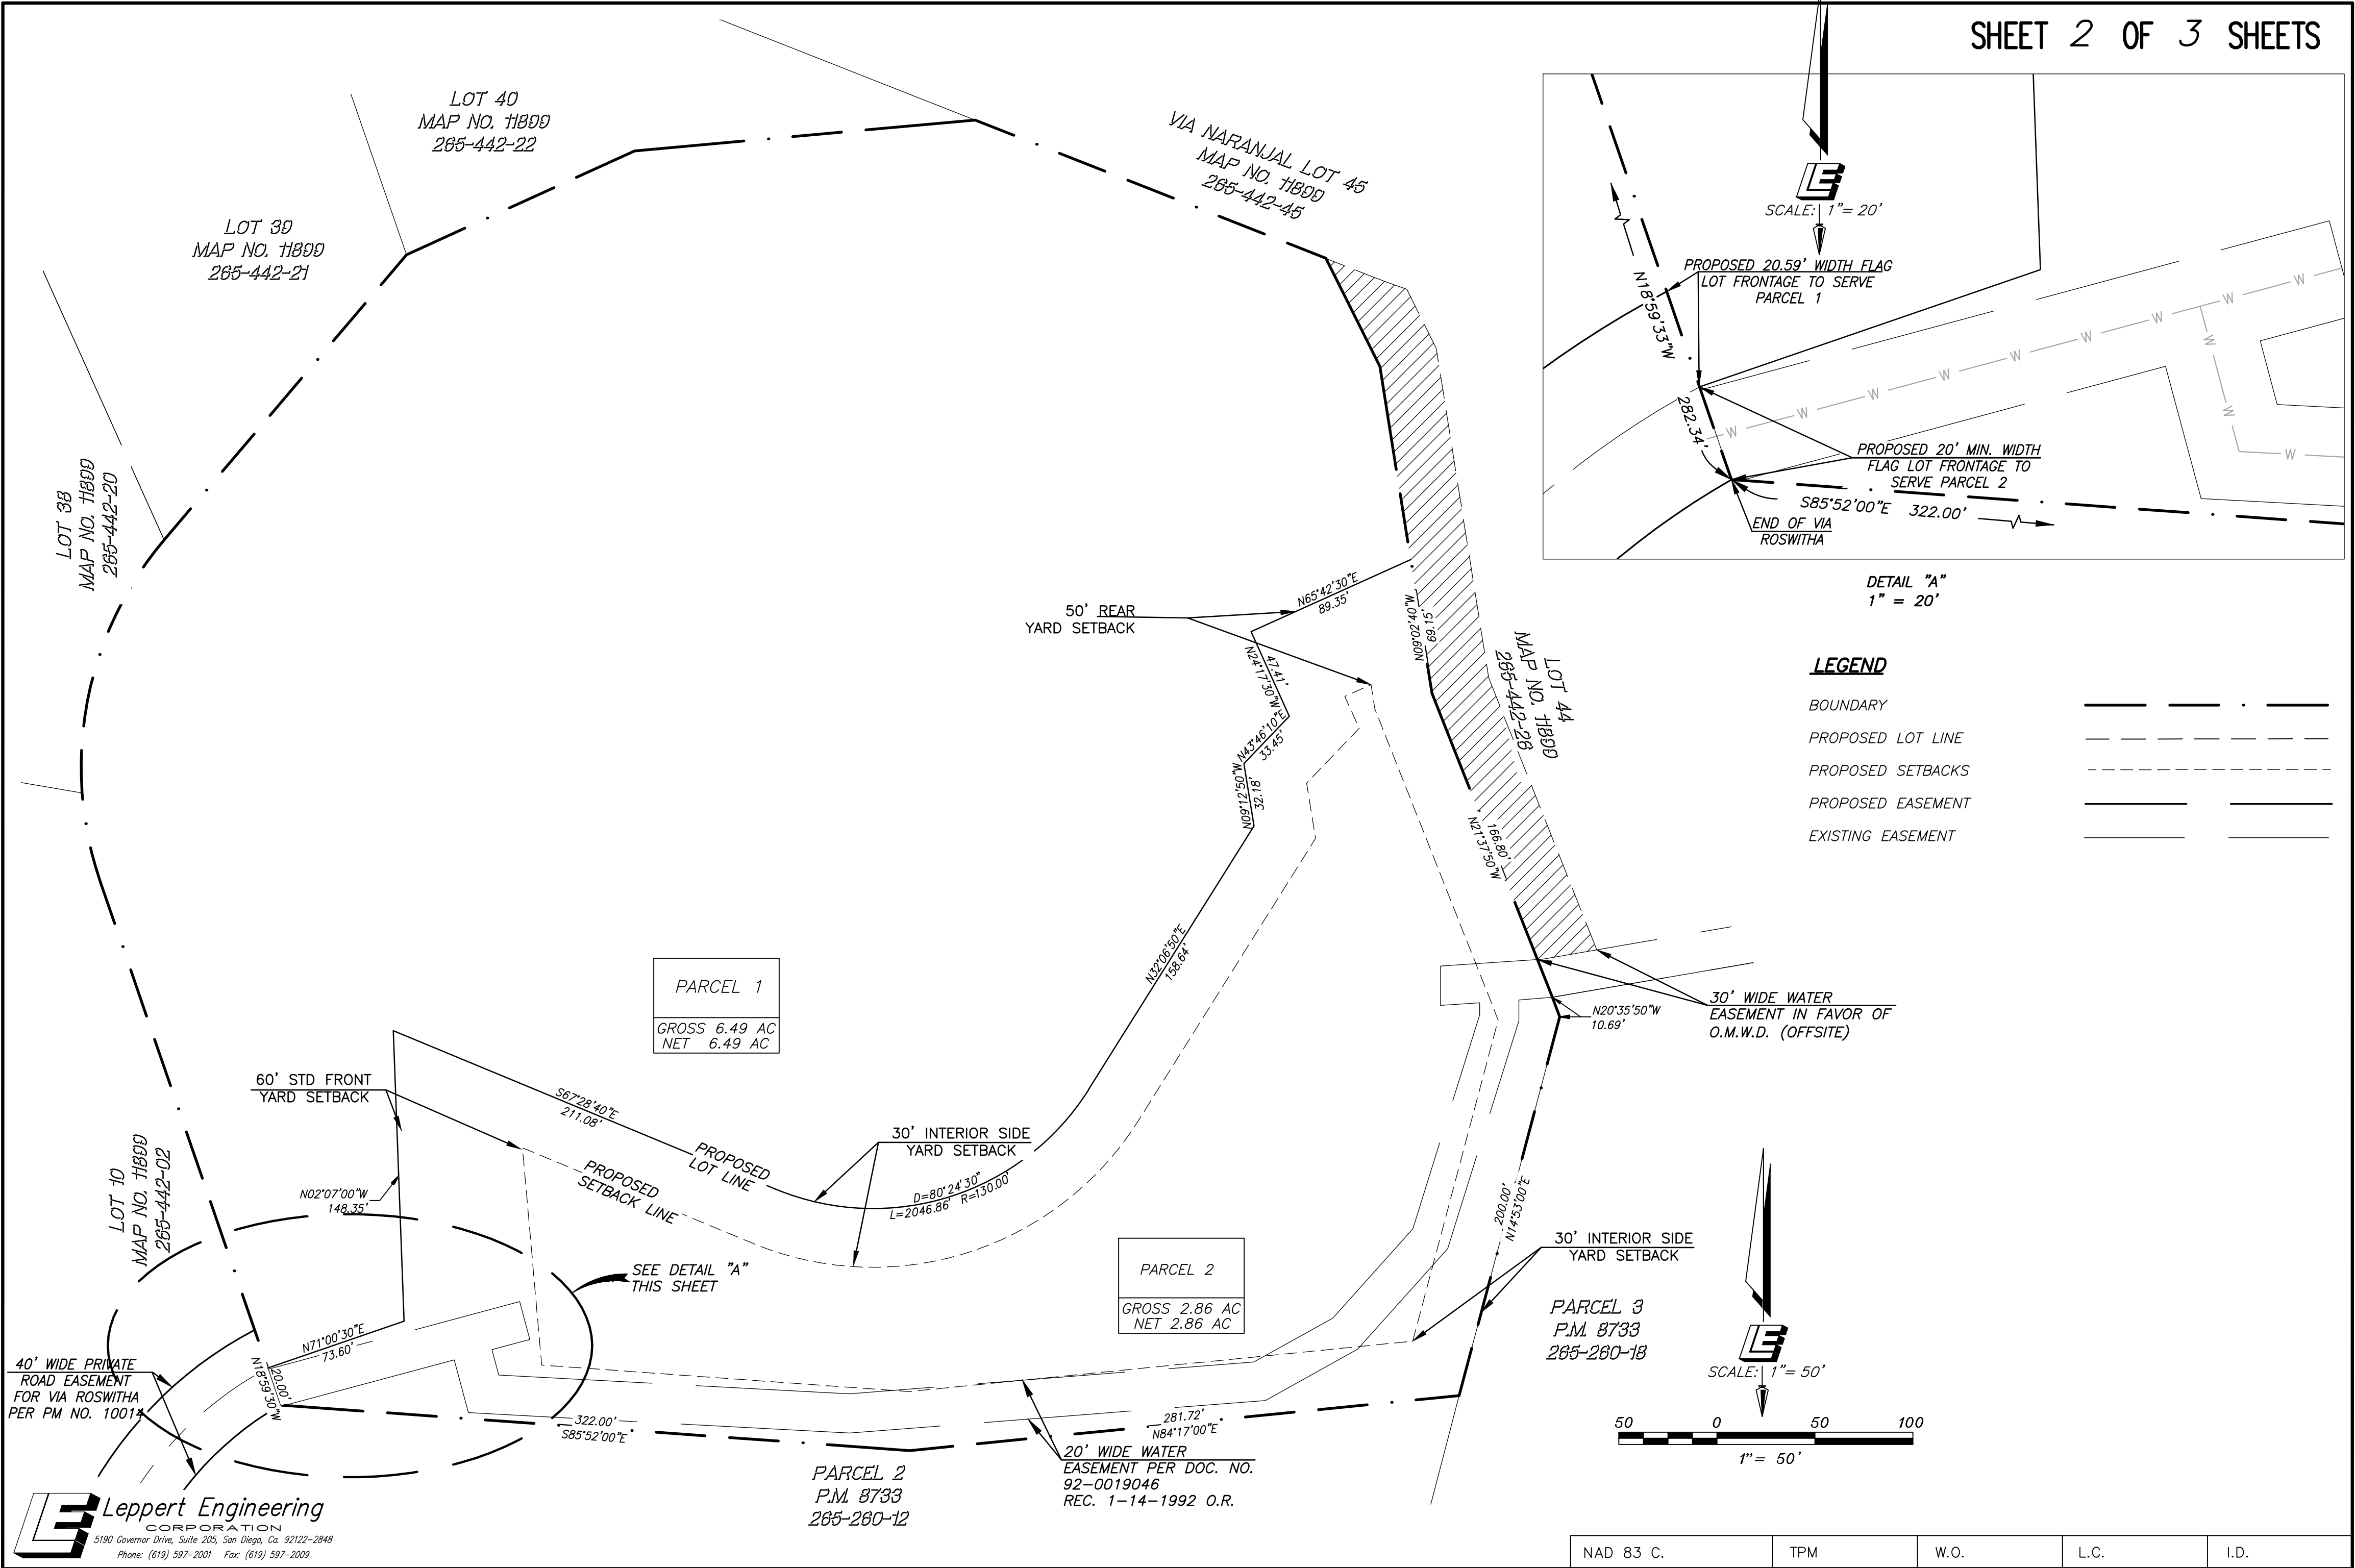 SHEET 2 OF 3 SHEETS
LOT 40
MAP NO. 11899
265-442-22
VIA NARANJAL LOT 45
MAP NO. 11899
265-442-45
LOT 39
MAP NO. 11899
265-442-21
LOT 38
MAP NO. 11899
265-442-20
SCALE: 1"= 20'
PROPOSED 20.59' WIDTH FLAG
LOT FRONTAGE TO SERVE
PARCEL 1
N18°59'33"W
282.34'
W W W W W W W W W
W
W
W
PROPOSED 20' MIN. WIDTH
FLAG LOT FRONTAGE TO
SERVE PARCEL 2
S85°52'00"E 322.00'
END OF VIA
ROSWITHA
DETAIL "A"
1" = 20'
50' REAR
YARD SETBACK
N65°42'30"E
89.35'
N09°02'40"W
69.15'
47.41'
N24°17'30"W
N43°46'10"E
33.45'
N09°12'50"W
32.18'
LOT 44
MAP NO. 11899
265-442-26
LEGEND
BOUNDARY
PROPOSED LOT LINE
PROPOSED SETBACKS
PROPOSED EASEMENT
EXISTING EASEMENT
166.80'
N21°37'50"W
N32°06'50"E
158.64'
PARCEL 1
GROSS 6.49 AC
NET 6.49 AC
N20°35'50"W
10.69'
30' WIDE WATER
EASEMENT IN FAVOR OF
O.M.W.D. (OFFSITE)
60' STD FRONT
YARD SETBACK
S67°28'40"E
211.08'
PROPOSED
LOT LINE
30' INTERIOR SIDE
YARD SETBACK
PROPOSED
SETBACK LINE
D=80°24'30"
L=2046.86' R=130.00'
LOT 10
MAP NO. 11899
265-442-02
N02°07'00"W
148.35'
SEE DETAIL "A"
THIS SHEET
PARCEL 2
GROSS 2.86 AC
NET 2.86 AC
200.00'
N14°53'00"E
30' INTERIOR SIDE
YARD SETBACK
PARCEL 3
P.M. 8733
265-260-18
SCALE: 1"= 50'
50 0 50 100
1"= 50'
N71°00'30"E
73.60'
20.00'
N18°59'30"W
40' WIDE PRIVATE
ROAD EASEMENT
FOR VIA ROSWITHA
PER PM NO. 10014
322.00'
S85°52'00"E
281.72'
N84°17'00"E
20' WIDE WATER
EASEMENT PER DOC. NO.
92-0019046
REC. 1-14-1992 O.R.
PARCEL 2
P.M. 8733
265-260-12
Leppert Engineering
CORPORATION
5190 Governor Drive, Suite 205, San Diego, Ca. 92122-2848
Phone: (619) 597-2001 Fax: (619) 597-2009
NAD 83 C. TPM W.O. L.C. I.D.